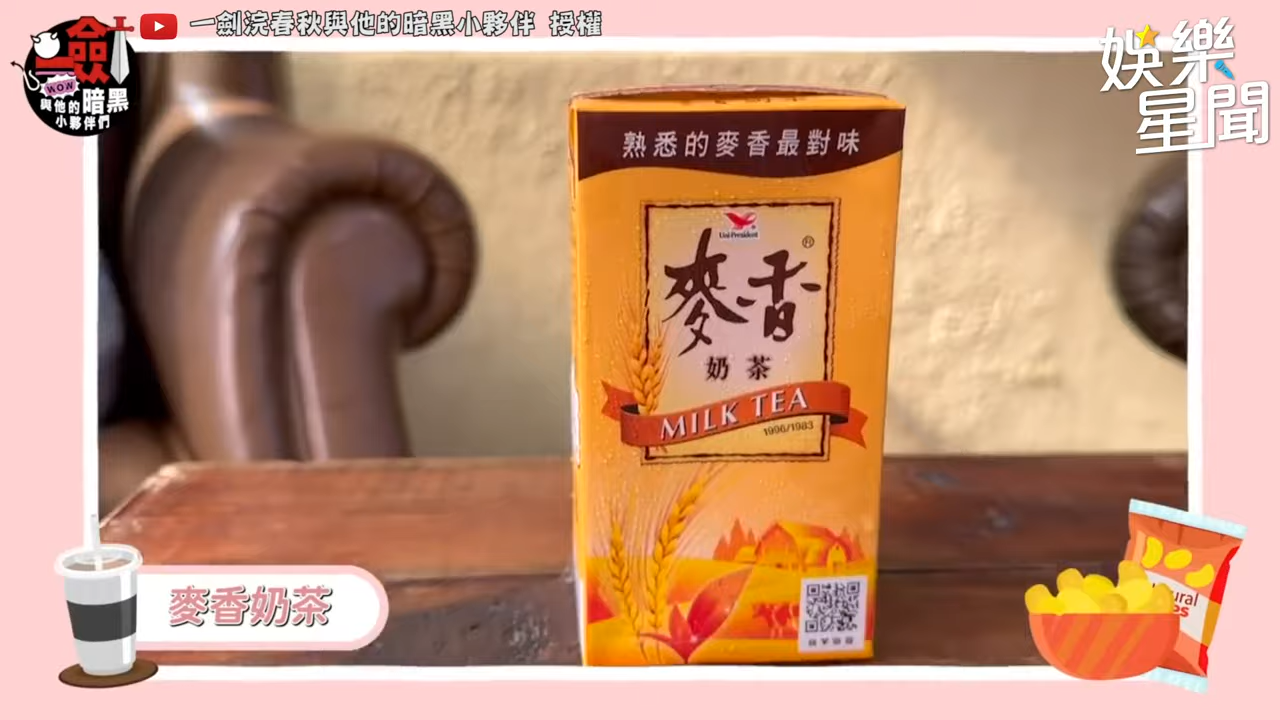 一劍浣春秋與他的暗黑小夥伴 授權
一劍
WOW
與他的暗黑
小夥伴們
娛樂
星聞
熟悉的麥香最對味
Uni-President
麥香
®
奶茶
MILK TEA
1996/1983
麥香奶茶